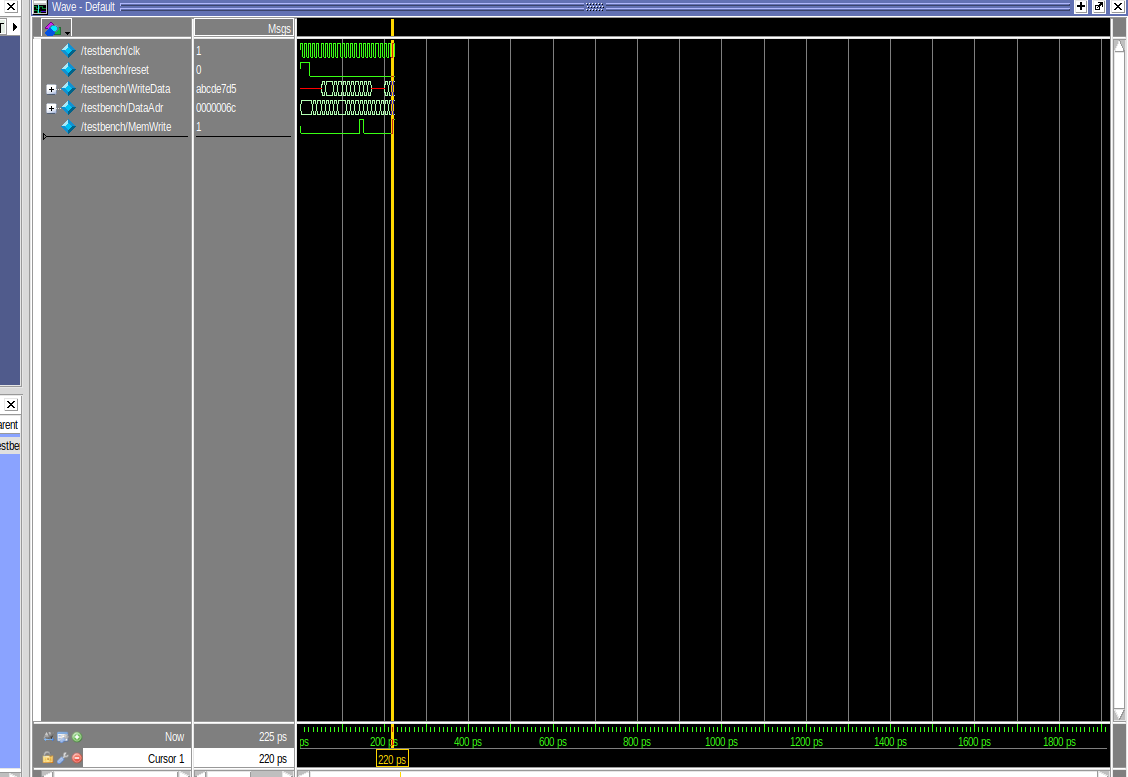 Wave - Default
T
Msgs
/testbench/clk 1
/testbench/reset 0
/testbench/WriteData abcde7d5
/testbench/DataAdr 0000006c
/testbench/MemWrite 1
arent
estbe
Now 225 ps
ps 200 ps 400 ps 600 ps 800 ps 1000 ps 1200 ps 1400 ps 1600 ps 1800 ps
Cursor 1 220 ps
220 ps